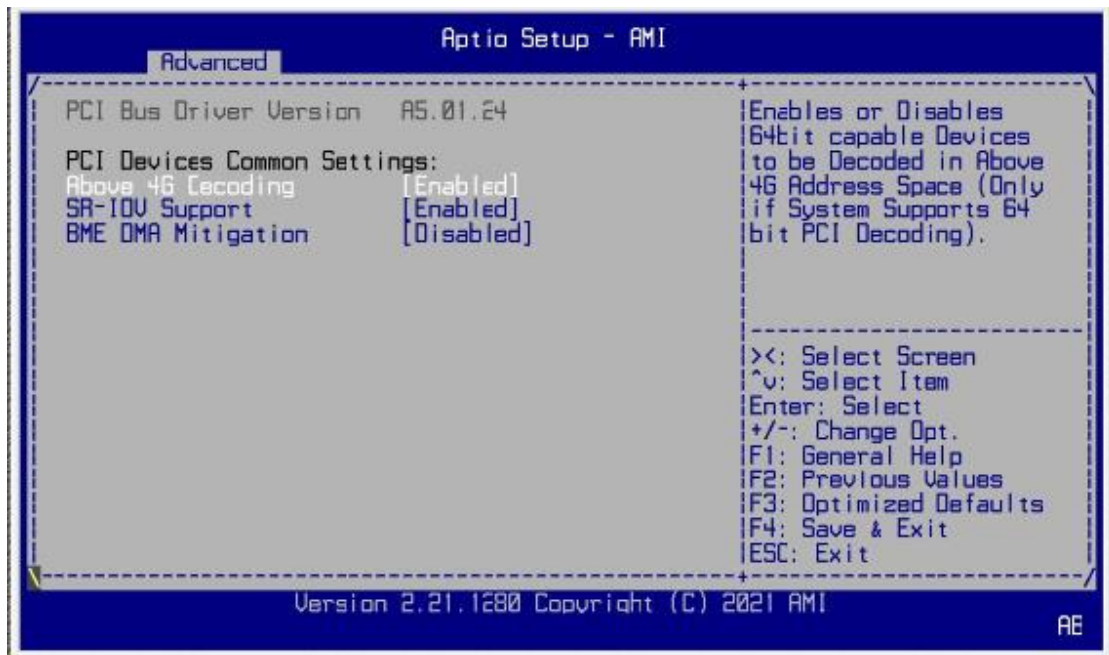 Aptio Setup - AMI
Advanced
PCI Bus Driver Version A5.01.24
PCI Devices Common Settings:
Above 4G Decoding [Enabled]
SR-IOV Support [Enabled]
BME DMA Mitigation [Disabled]
Enables or Disables
64bit capable Devices
to be Decoded in Above
4G Address Space (Only
if System Supports 64
bit PCI Decoding).
><: Select Screen
^v: Select Item
Enter: Select
+/-: Change Opt.
F1: General Help
F2: Previous Values
F3: Optimized Defaults
F4: Save & Exit
ESC: Exit
Version 2.21.1280 Copyright (C) 2021 AMI
AE